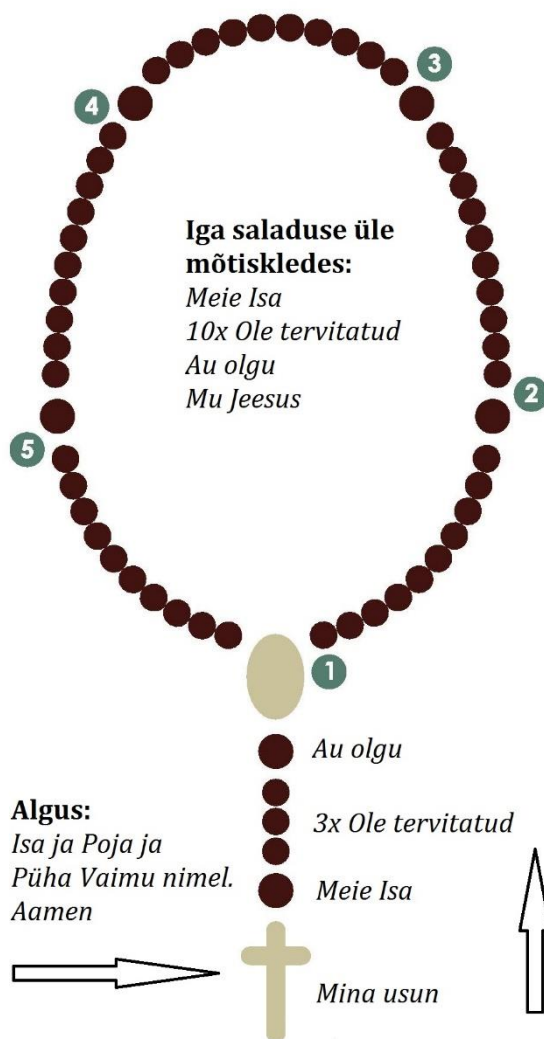 3
4
Iga saladuse üle
mõtiskledes:
Meie Isa
10x Ole tervitatud
Au olgu
Mu Jeesus
2
5
1
Au olgu
3x Ole tervitatud
Meie Isa
Algus:
Isa ja Poja ja
Püha Vaimu nimel.
Aamen
Mina usun